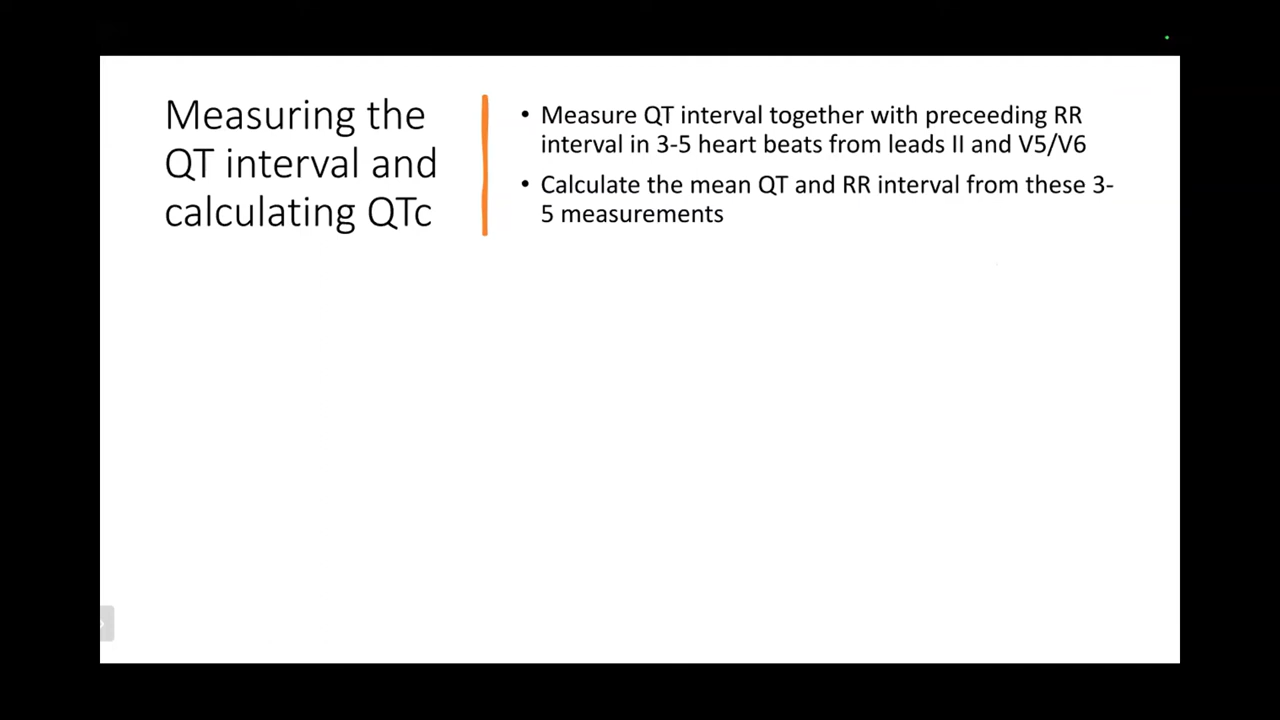 Measuring the
QT interval and
calculating QTc
• Measure QT interval together with preceeding RR
interval in 3-5 heart beats from leads II and V5/V6
• Calculate the mean QT and RR interval from these 3-
5 measurements